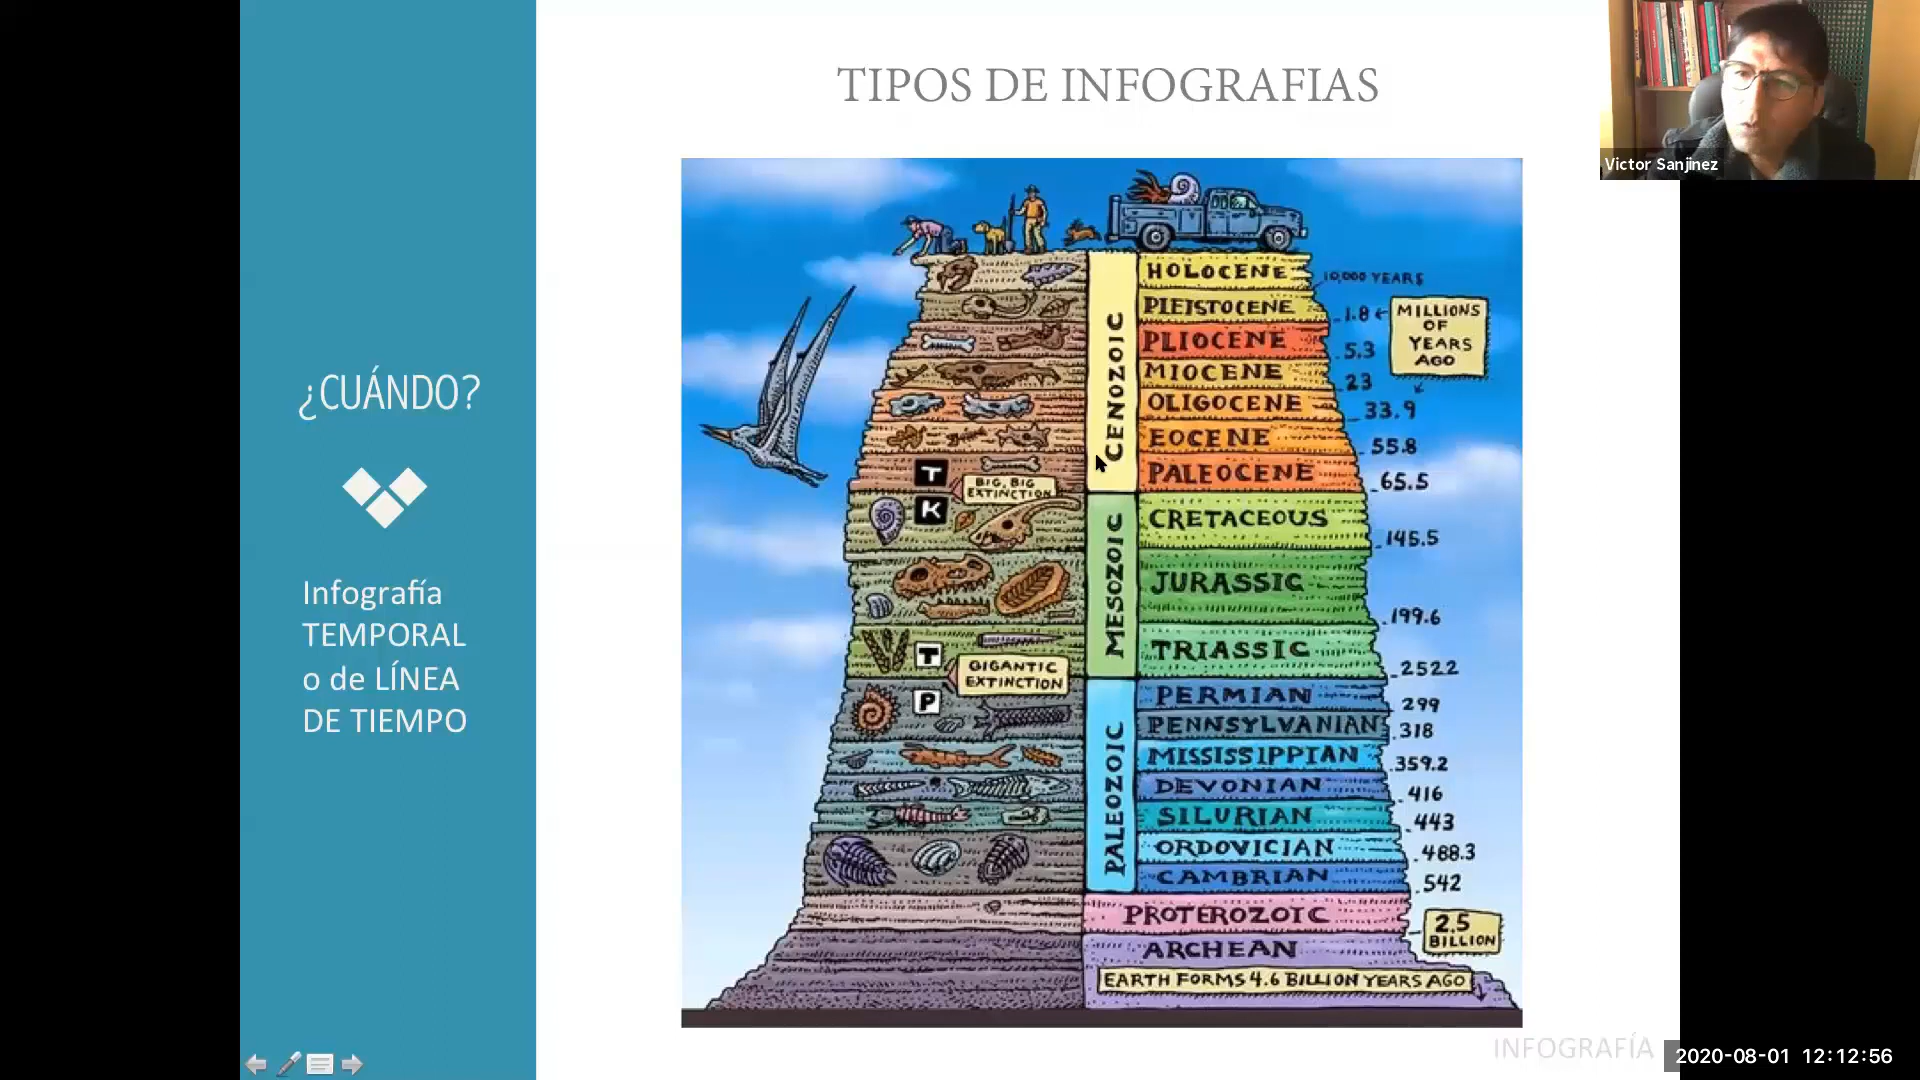 TIPOS DE INFOGRAFIAS
Victor Sanjinez
¿CUÁNDO?
Infografía
TEMPORAL
o de LÍNEA
DE TIEMPO
CENOZOIC
HOLOCENE
10,000 YEARS
PLEISTOCENE
1.8
MILLIONS
OF
YEARS
AGO
PLIOCENE
5.3
MIOCENE
23
OLIGOCENE
33.9
EOCENE
55.8
PALEOCENE
65.5
T
BIG, BIG
EXTINCTION
K
MESOZOIC
CRETACEOUS
145.5
JURASSIC
199.6
TRIASSIC
252.2
T
GIGANTIC
EXTINCTION
P
PALEOZOIC
PERMIAN
299
PENNSYLVANIAN
318
MISSISSIPPIAN
359.2
DEVONIAN
416
SILURIAN
443
ORDOVICIAN
488.3
CAMBRIAN
542
PROTEROZOIC
2.5
BILLION
ARCHEAN
EARTH FORMS 4.6 BILLION YEARS AGO
INFOGRAFÍA
2020-08-01 12:12:56